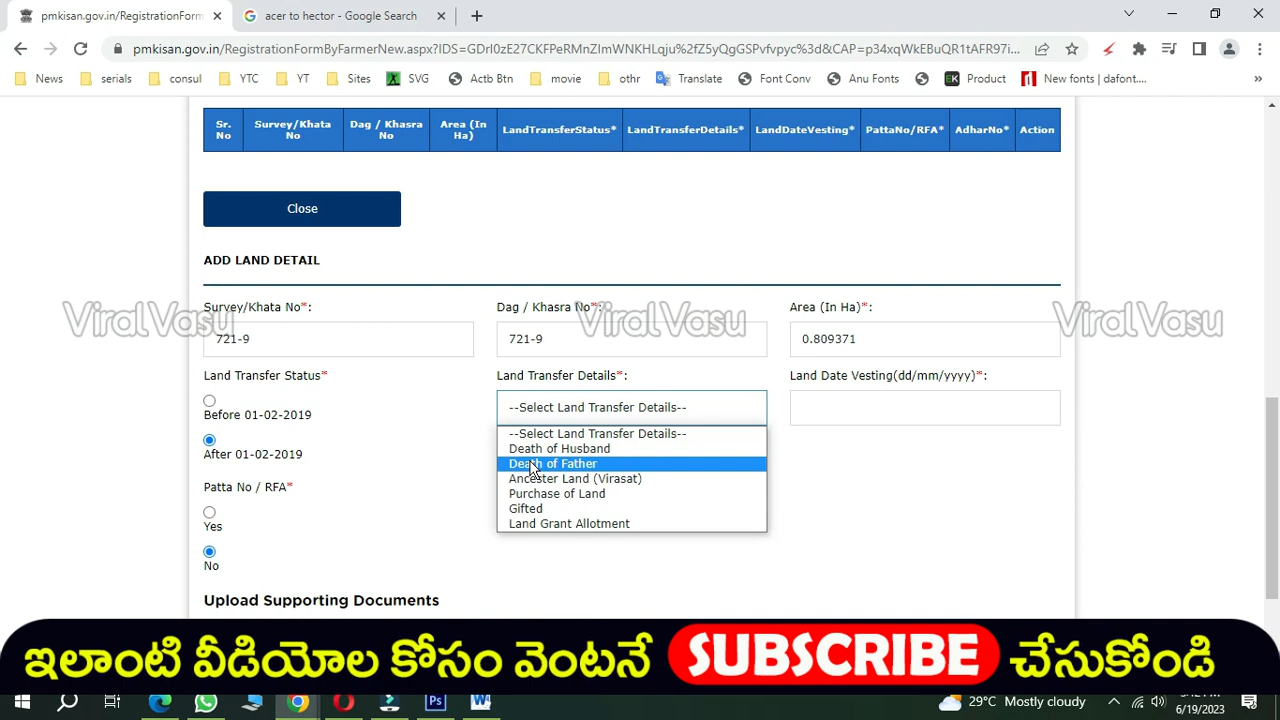 pmkisan.gov.in/RegistrationForm
acer to hector - Google Search
pmkisan.gov.in/RegistrationFormByFarmerNew.aspx?IDS=GDrI0zE27CKFPeRMnZImWNKHLqju%2fZ5yQgGSPvfvpyc%3d&CAP=p34xqWkEBuQR1tAFR97i...
News serials consul YTC YT Sites SVG Actb Btn movie othr Translate Font Conv Anu Fonts Product New fonts | dafont.... »
Sr. No
Survey/Khata No
Dag / Khasra No
Area (In Ha)
LandTransferStatus*
LandTransferDetails*
LandDateVesting*
PattaNo/RFA*
AdharNo*
Action
Close
ADD LAND DETAIL
Survey/Khata No*: Dag / Khasra No*: Area (In Ha)*:
ViralVasu ViralVasu ViralVasu
721-9 721-9 0.809371
Land Transfer Status* Land Transfer Details*: Land Date Vesting(dd/mm/yyyy)*:
--Select Land Transfer Details--
Before 01-02-2019
--Select Land Transfer Details--
Death of Husband
After 01-02-2019
Death of Father
Ancester Land (Virasat)
Patta No / RFA*
Purchase of Land
Gifted
Yes
Land Grant Allotment
No
Upload Supporting Documents
ఇలాంటి వీడియోల కోసం వెంటనే SUBSCRIBE చేసుకోండి
29°C Mostly cloudy
6/19/2023